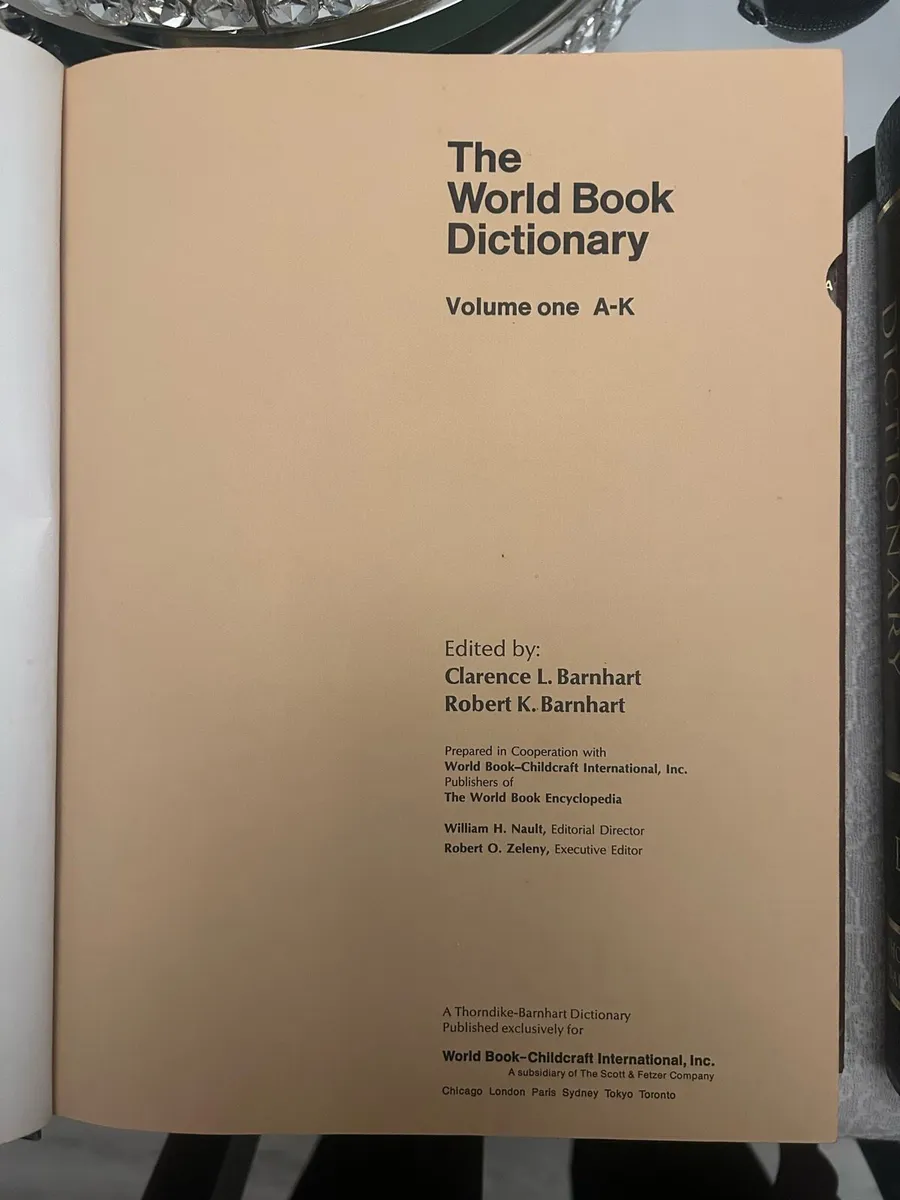 The
World Book
Dictionary
Volume one A-K
Edited by:
Clarence L. Barnhart
Robert K. Barnhart
Prepared in Cooperation with
World Book–Childcraft International, Inc.
Publishers of
The World Book Encyclopedia
William H. Nault, Editorial Director
Robert O. Zeleny, Executive Editor
A Thorndike-Barnhart Dictionary
Published exclusively for
World Book–Childcraft International, Inc.
A subsidiary of The Scott & Fetzer Company
Chicago London Paris Sydney Tokyo Toronto
A
DICTIONARY